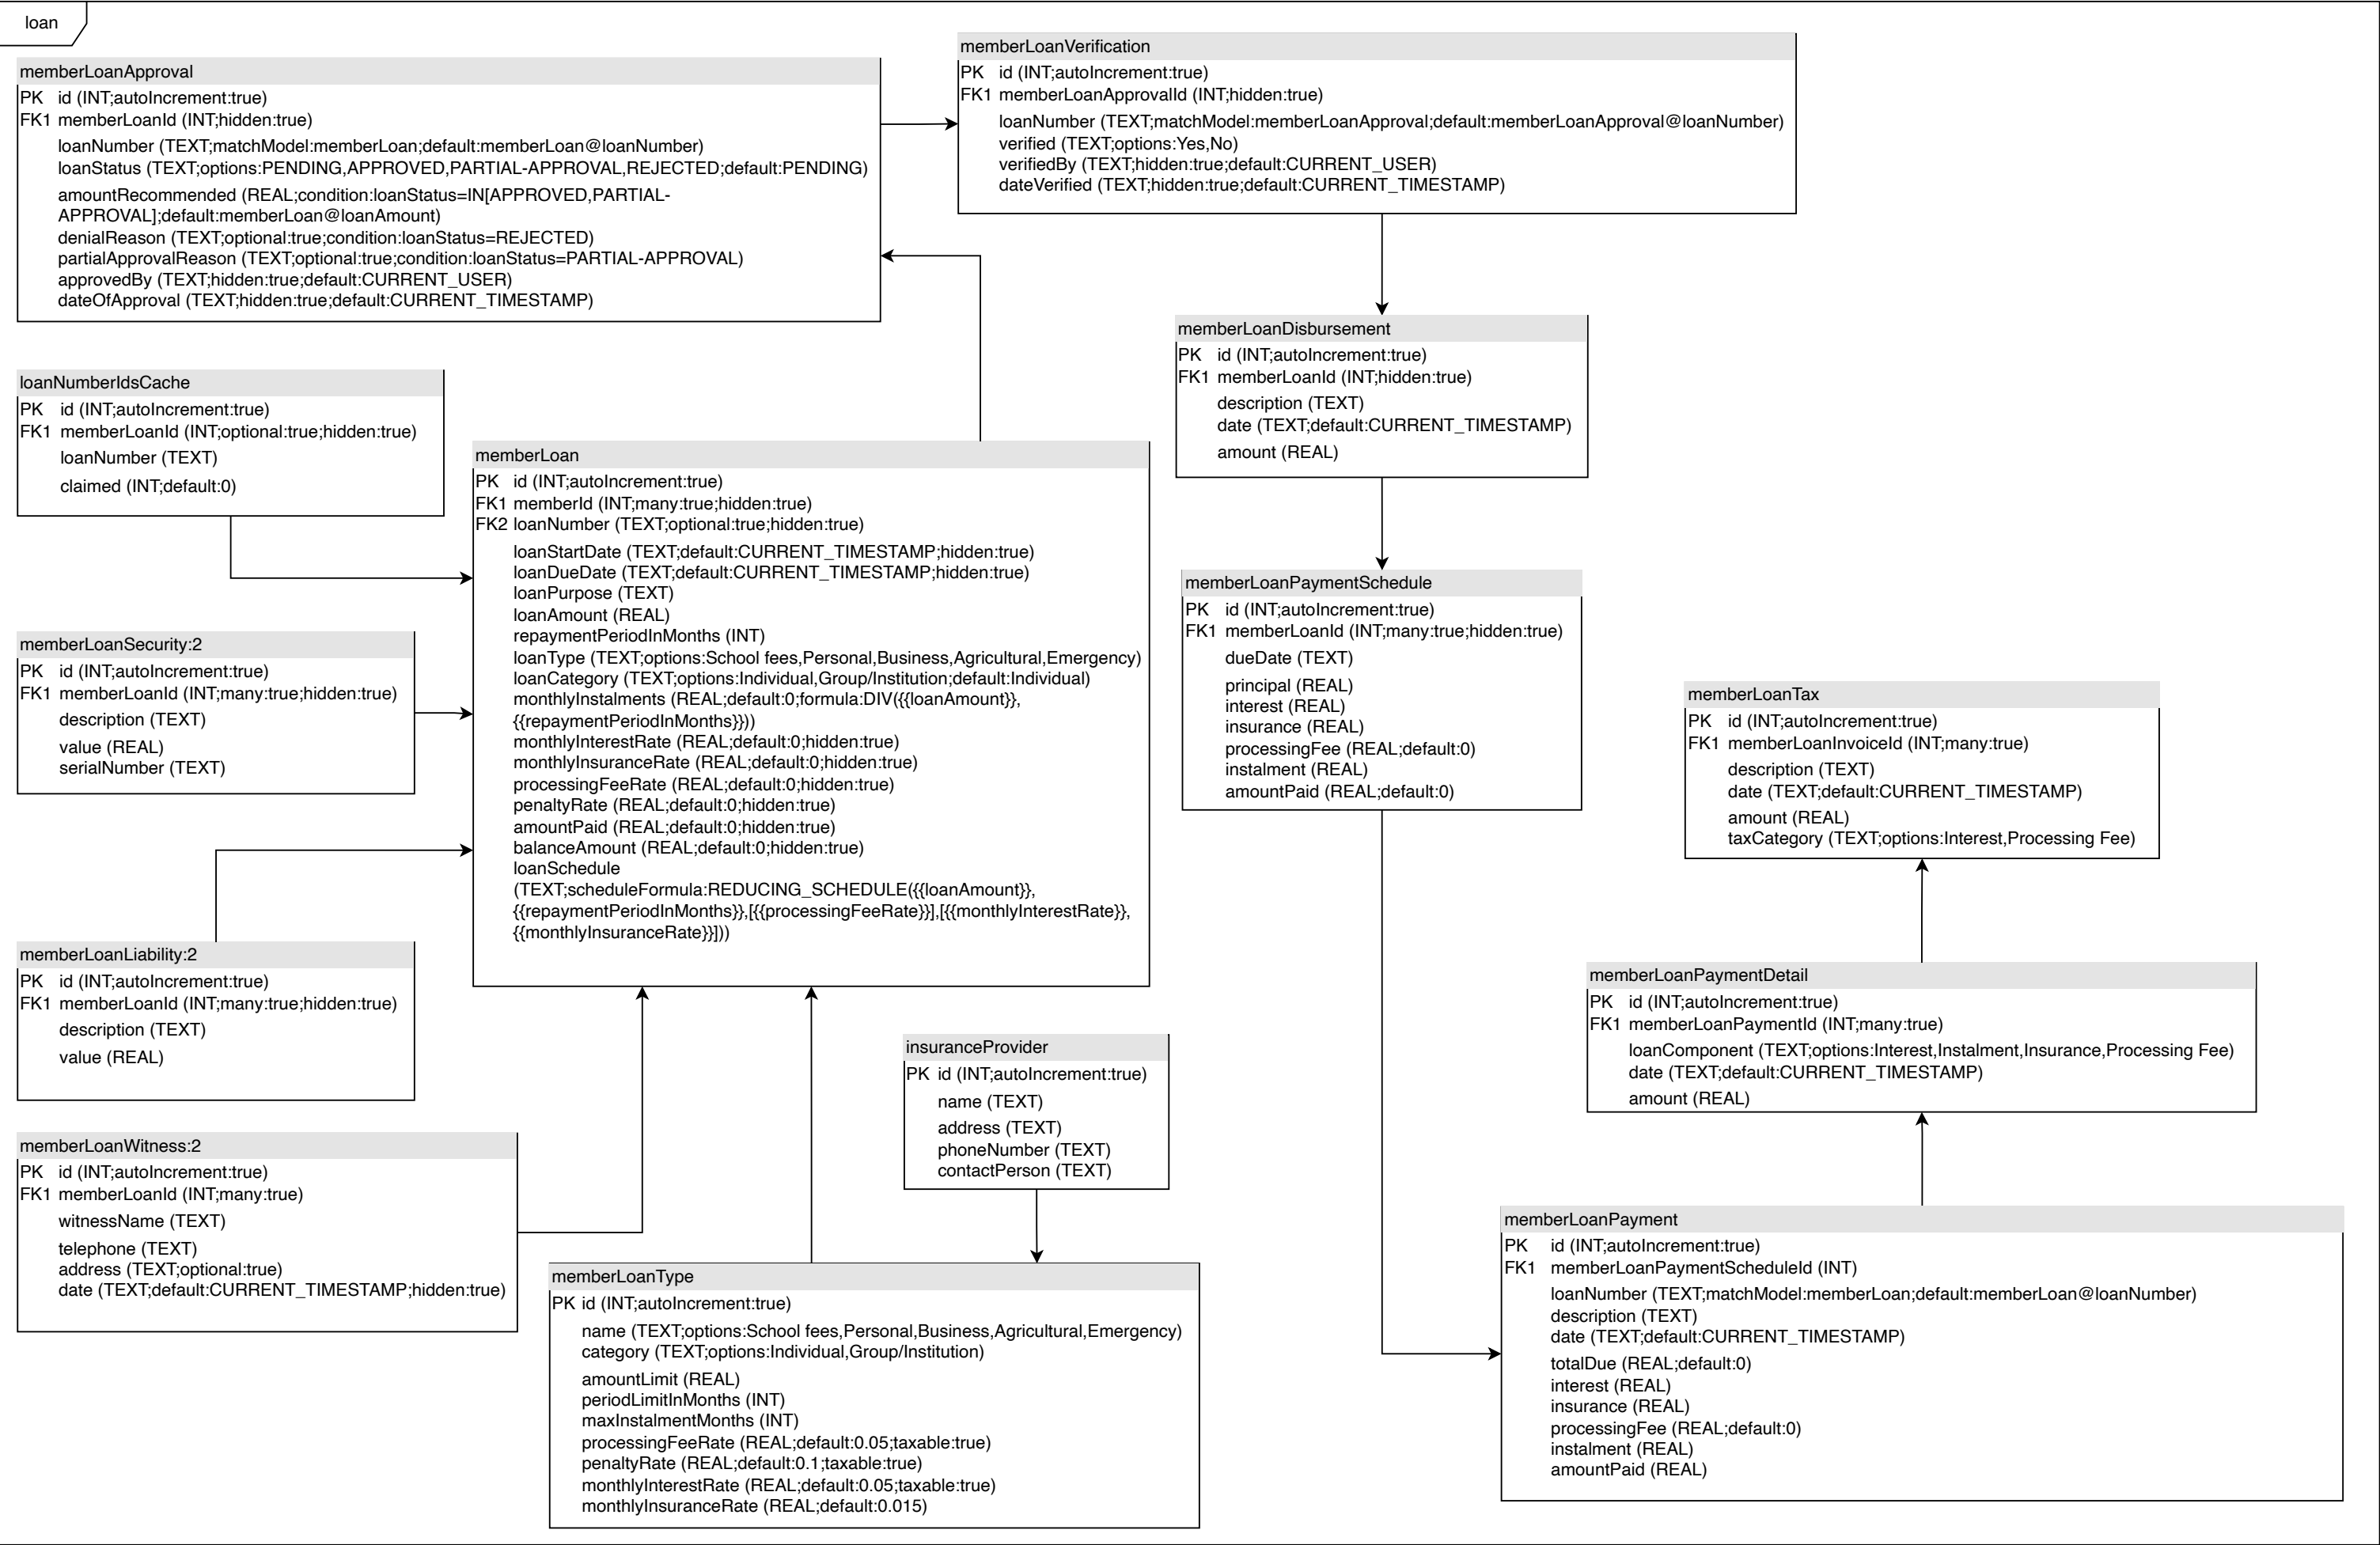 loan
memberLoanApproval
PK id (INT;autoIncrement:true)
FK1 memberLoanId (INT;hidden:true)
loanNumber (TEXT;matchModel:memberLoan;default:memberLoan@loanNumber)
loanStatus (TEXT;options:PENDING,APPROVED,PARTIAL-APPROVAL,REJECTED;default:PENDING)
amountRecommended (REAL;condition:loanStatus=IN[APPROVED,PARTIAL-
APPROVAL];default:memberLoan@loanAmount)
denialReason (TEXT;optional:true;condition:loanStatus=REJECTED)
partialApprovalReason (TEXT;optional:true;condition:loanStatus=PARTIAL-APPROVAL)
approvedBy (TEXT;hidden:true;default:CURRENT_USER)
dateOfApproval (TEXT;hidden:true;default:CURRENT_TIMESTAMP)
memberLoanVerification
PK id (INT;autoIncrement:true)
FK1 memberLoanApprovalId (INT;hidden:true)
loanNumber (TEXT;matchModel:memberLoanApproval;default:memberLoanApproval@loanNumber)
verified (TEXT;options:Yes,No)
verifiedBy (TEXT;hidden:true;default:CURRENT_USER)
dateVerified (TEXT;hidden:true;default:CURRENT_TIMESTAMP)
memberLoanDisbursement
PK id (INT;autoIncrement:true)
FK1 memberLoanId (INT;hidden:true)
description (TEXT)
date (TEXT;default:CURRENT_TIMESTAMP)
amount (REAL)
loanNumberIdsCache
PK id (INT;autoIncrement:true)
FK1 memberLoanId (INT;optional:true;hidden:true)
loanNumber (TEXT)
claimed (INT;default:0)
memberLoan
PK id (INT;autoIncrement:true)
FK1 memberId (INT;many:true;hidden:true)
FK2 loanNumber (TEXT;optional:true;hidden:true)
loanStartDate (TEXT;default:CURRENT_TIMESTAMP;hidden:true)
loanDueDate (TEXT;default:CURRENT_TIMESTAMP;hidden:true)
loanPurpose (TEXT)
loanAmount (REAL)
repaymentPeriodInMonths (INT)
loanType (TEXT;options:School fees,Personal,Business,Agricultural,Emergency)
loanCategory (TEXT;options:Individual,Group/Institution;default:Individual)
monthlyInstalments (REAL;default:0;formula:DIV({{loanAmount}},
{{repaymentPeriodInMonths}}))
monthlyInterestRate (REAL;default:0;hidden:true)
monthlyInsuranceRate (REAL;default:0;hidden:true)
processingFeeRate (REAL;default:0;hidden:true)
penaltyRate (REAL;default:0;hidden:true)
amountPaid (REAL;default:0;hidden:true)
balanceAmount (REAL;default:0;hidden:true)
loanSchedule
(TEXT;scheduleFormula:REDUCING_SCHEDULE({{loanAmount}},
{{repaymentPeriodInMonths}},[{{processingFeeRate}}],[{{monthlyInterestRate}},
{{monthlyInsuranceRate}}]))
memberLoanSecurity:2
PK id (INT;autoIncrement:true)
FK1 memberLoanId (INT;many:true;hidden:true)
description (TEXT)
value (REAL)
serialNumber (TEXT)
memberLoanPaymentSchedule
PK id (INT;autoIncrement:true)
FK1 memberLoanId (INT;many:true;hidden:true)
dueDate (TEXT)
principal (REAL)
interest (REAL)
insurance (REAL)
processingFee (REAL;default:0)
instalment (REAL)
amountPaid (REAL;default:0)
memberLoanTax
PK id (INT;autoIncrement:true)
FK1 memberLoanInvoiceId (INT;many:true)
description (TEXT)
date (TEXT;default:CURRENT_TIMESTAMP)
amount (REAL)
taxCategory (TEXT;options:Interest,Processing Fee)
memberLoanLiability:2
PK id (INT;autoIncrement:true)
FK1 memberLoanId (INT;many:true;hidden:true)
description (TEXT)
value (REAL)
memberLoanPaymentDetail
PK id (INT;autoIncrement:true)
FK1 memberLoanPaymentId (INT;many:true)
loanComponent (TEXT;options:Interest,Instalment,Insurance,Processing Fee)
date (TEXT;default:CURRENT_TIMESTAMP)
amount (REAL)
insuranceProvider
PK id (INT;autoIncrement:true)
name (TEXT)
address (TEXT)
phoneNumber (TEXT)
contactPerson (TEXT)
memberLoanWitness:2
PK id (INT;autoIncrement:true)
FK1 memberLoanId (INT;many:true)
witnessName (TEXT)
telephone (TEXT)
address (TEXT;optional:true)
date (TEXT;default:CURRENT_TIMESTAMP;hidden:true)
memberLoanType
PK id (INT;autoIncrement:true)
name (TEXT;options:School fees,Personal,Business,Agricultural,Emergency)
category (TEXT;options:Individual,Group/Institution)
amountLimit (REAL)
periodLimitInMonths (INT)
maxInstalmentMonths (INT)
processingFeeRate (REAL;default:0.05;taxable:true)
penaltyRate (REAL;default:0.1;taxable:true)
monthlyInterestRate (REAL;default:0.05;taxable:true)
monthlyInsuranceRate (REAL;default:0.015)
memberLoanPayment
PK id (INT;autoIncrement:true)
FK1 memberLoanPaymentScheduleId (INT)
loanNumber (TEXT;matchModel:memberLoan;default:memberLoan@loanNumber)
description (TEXT)
date (TEXT;default:CURRENT_TIMESTAMP)
totalDue (REAL;default:0)
interest (REAL)
insurance (REAL)
processingFee (REAL;default:0)
instalment (REAL)
amountPaid (REAL)